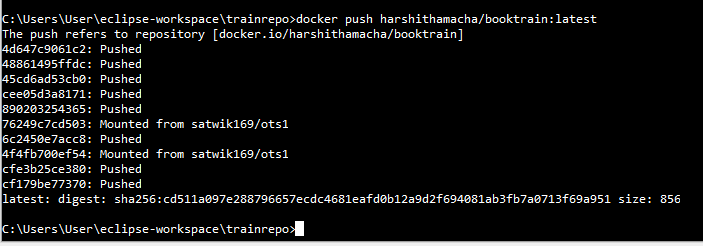 C:\Users\User\eclipse-workspace\trainrepo>docker push harshithamacha/booktrain:latest
The push refers to repository [docker.io/harshithamacha/booktrain]
4d647c9061c2: Pushed
48861495ffdc: Pushed
45cd6ad53cb0: Pushed
cee05d3a8171: Pushed
890203254365: Pushed
76249c7cd503: Mounted from satwik169/ots1
6c2450e7acc8: Pushed
4f4fb700ef54: Mounted from satwik169/ots1
cfe3b25ce380: Pushed
cf179be77370: Pushed
latest: digest: sha256:cd511a097e288796657ecdc4681eafd0b12a9d2f694081ab3fb7a0713f69a951 size: 856
C:\Users\User\eclipse-workspace\trainrepo>